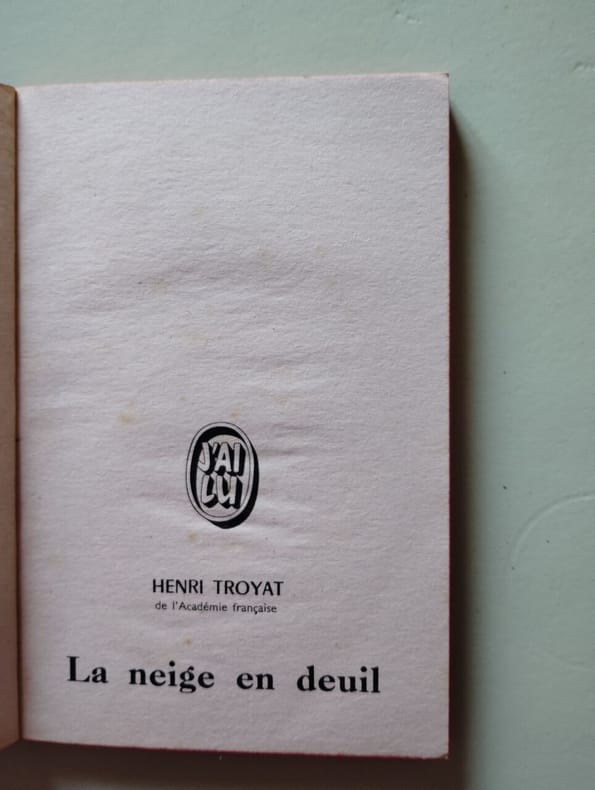 J'AI
LU
HENRI TROYAT
de l'Académie française
La neige en deuil